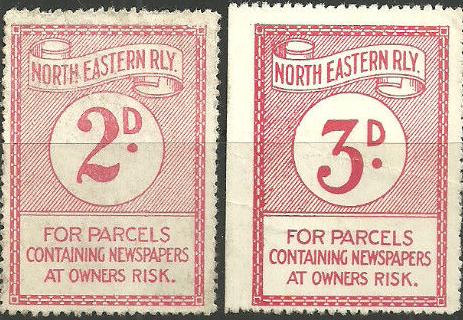 NORTH EASTERN RLY.
2D.
FOR PARCELS
CONTAINING NEWSPAPERS
AT OWNERS RISK.
NORTH EASTERN RLY.
3D.
FOR PARCELS
CONTAINING NEWSPAPERS
AT OWNERS RISK.